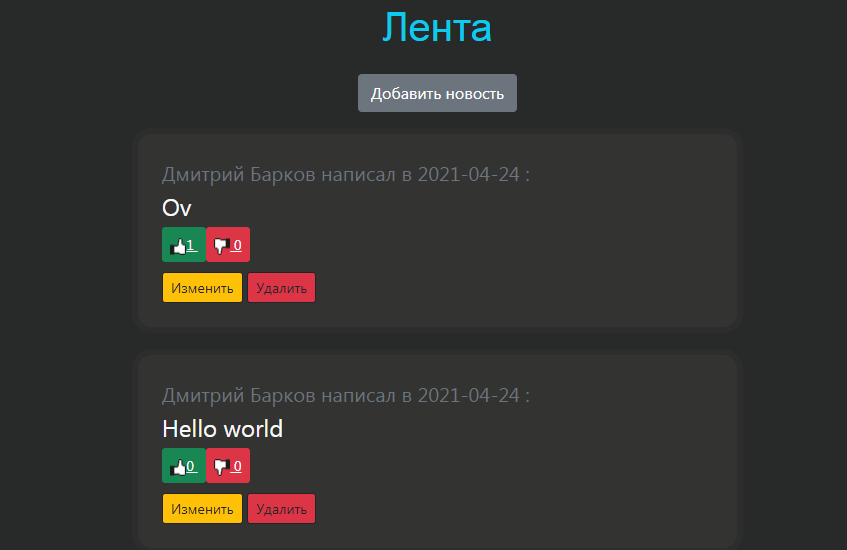 Лента
Добавить новость
Дмитрий Барков написал в 2021-04-24 :
Ov
1 0
Изменить Удалить
Дмитрий Барков написал в 2021-04-24 :
Hello world
0 0
Изменить Удалить